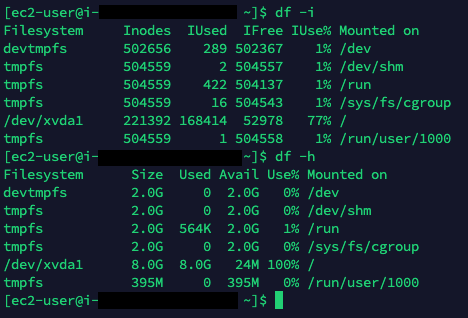 [ec2-user@i- ~]$ df -i
Filesystem Inodes IUsed IFree IUse% Mounted on
devtmpfs 502656 289 502367 1% /dev
tmpfs 504559 2 504557 1% /dev/shm
tmpfs 504559 422 504137 1% /run
tmpfs 504559 16 504543 1% /sys/fs/cgroup
/dev/xvda1 221392 168414 52978 77% /
tmpfs 504559 1 504558 1% /run/user/1000
[ec2-user@i- ~]$ df -h
Filesystem Size Used Avail Use% Mounted on
devtmpfs 2.0G 0 2.0G 0% /dev
tmpfs 2.0G 0 2.0G 0% /dev/shm
tmpfs 2.0G 564K 2.0G 1% /run
tmpfs 2.0G 0 2.0G 0% /sys/fs/cgroup
/dev/xvda1 8.0G 8.0G 24M 100% /
tmpfs 395M 0 395M 0% /run/user/1000
[ec2-user@i- ~]$